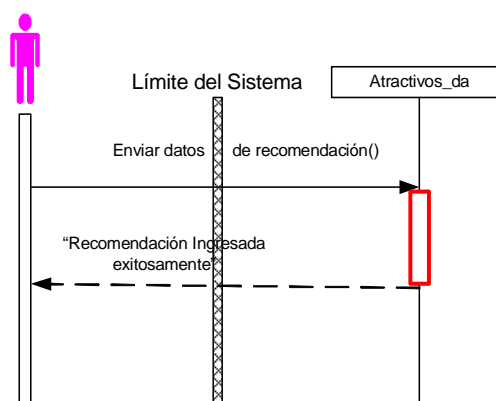 Límite del Sistema
Atractivos_da
Enviar datos de recomendación()
“Recomendación Ingresada
exitosamente”